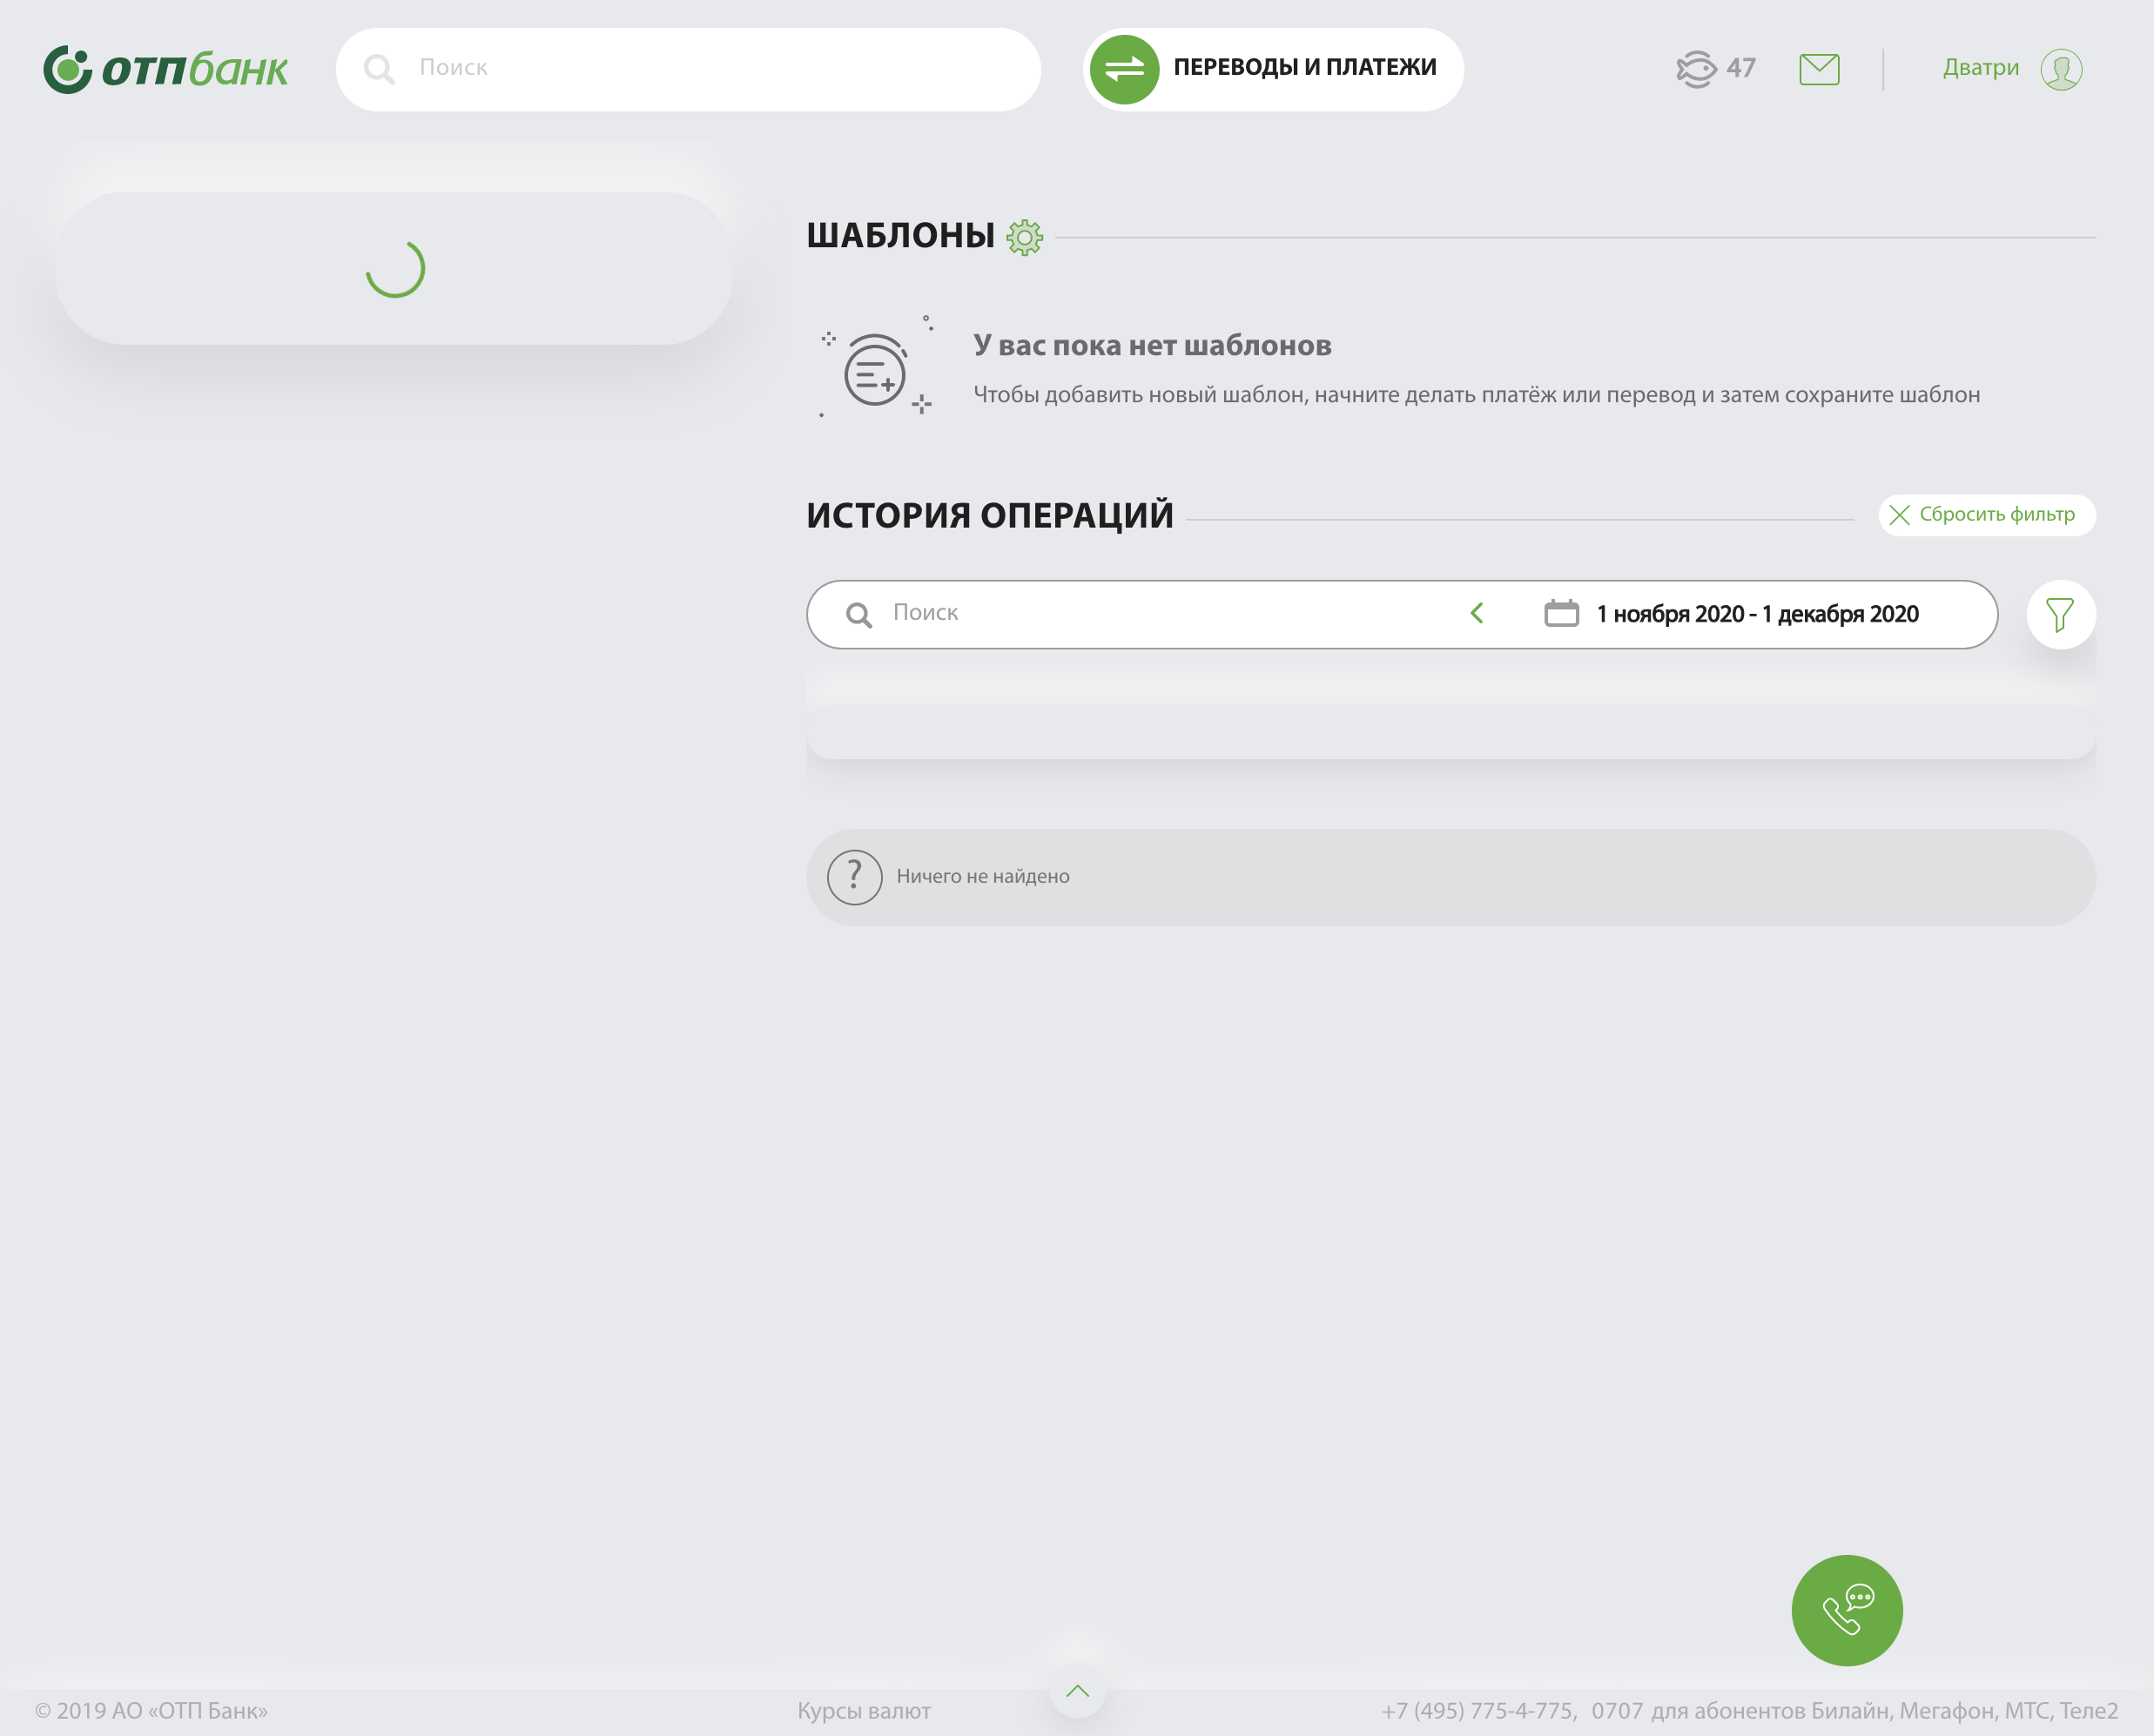 отпбанк
Поиск
ПЕРЕВОДЫ И ПЛАТЕЖИ
47
Дватри
ШАБЛОНЫ
У вас пока нет шаблонов
Чтобы добавить новый шаблон, начните делать платёж или перевод и затем сохраните шаблон
ИСТОРИЯ ОПЕРАЦИЙ
Сбросить фильтр
Поиск
1 ноября 2020 - 1 декабря 2020
?
Ничего не найдено
© 2019 АО «ОТП Банк»
Курсы валют
+7 (495) 775-4-775, 0707 для абонентов Билайн, Мегафон, МТС, Теле2